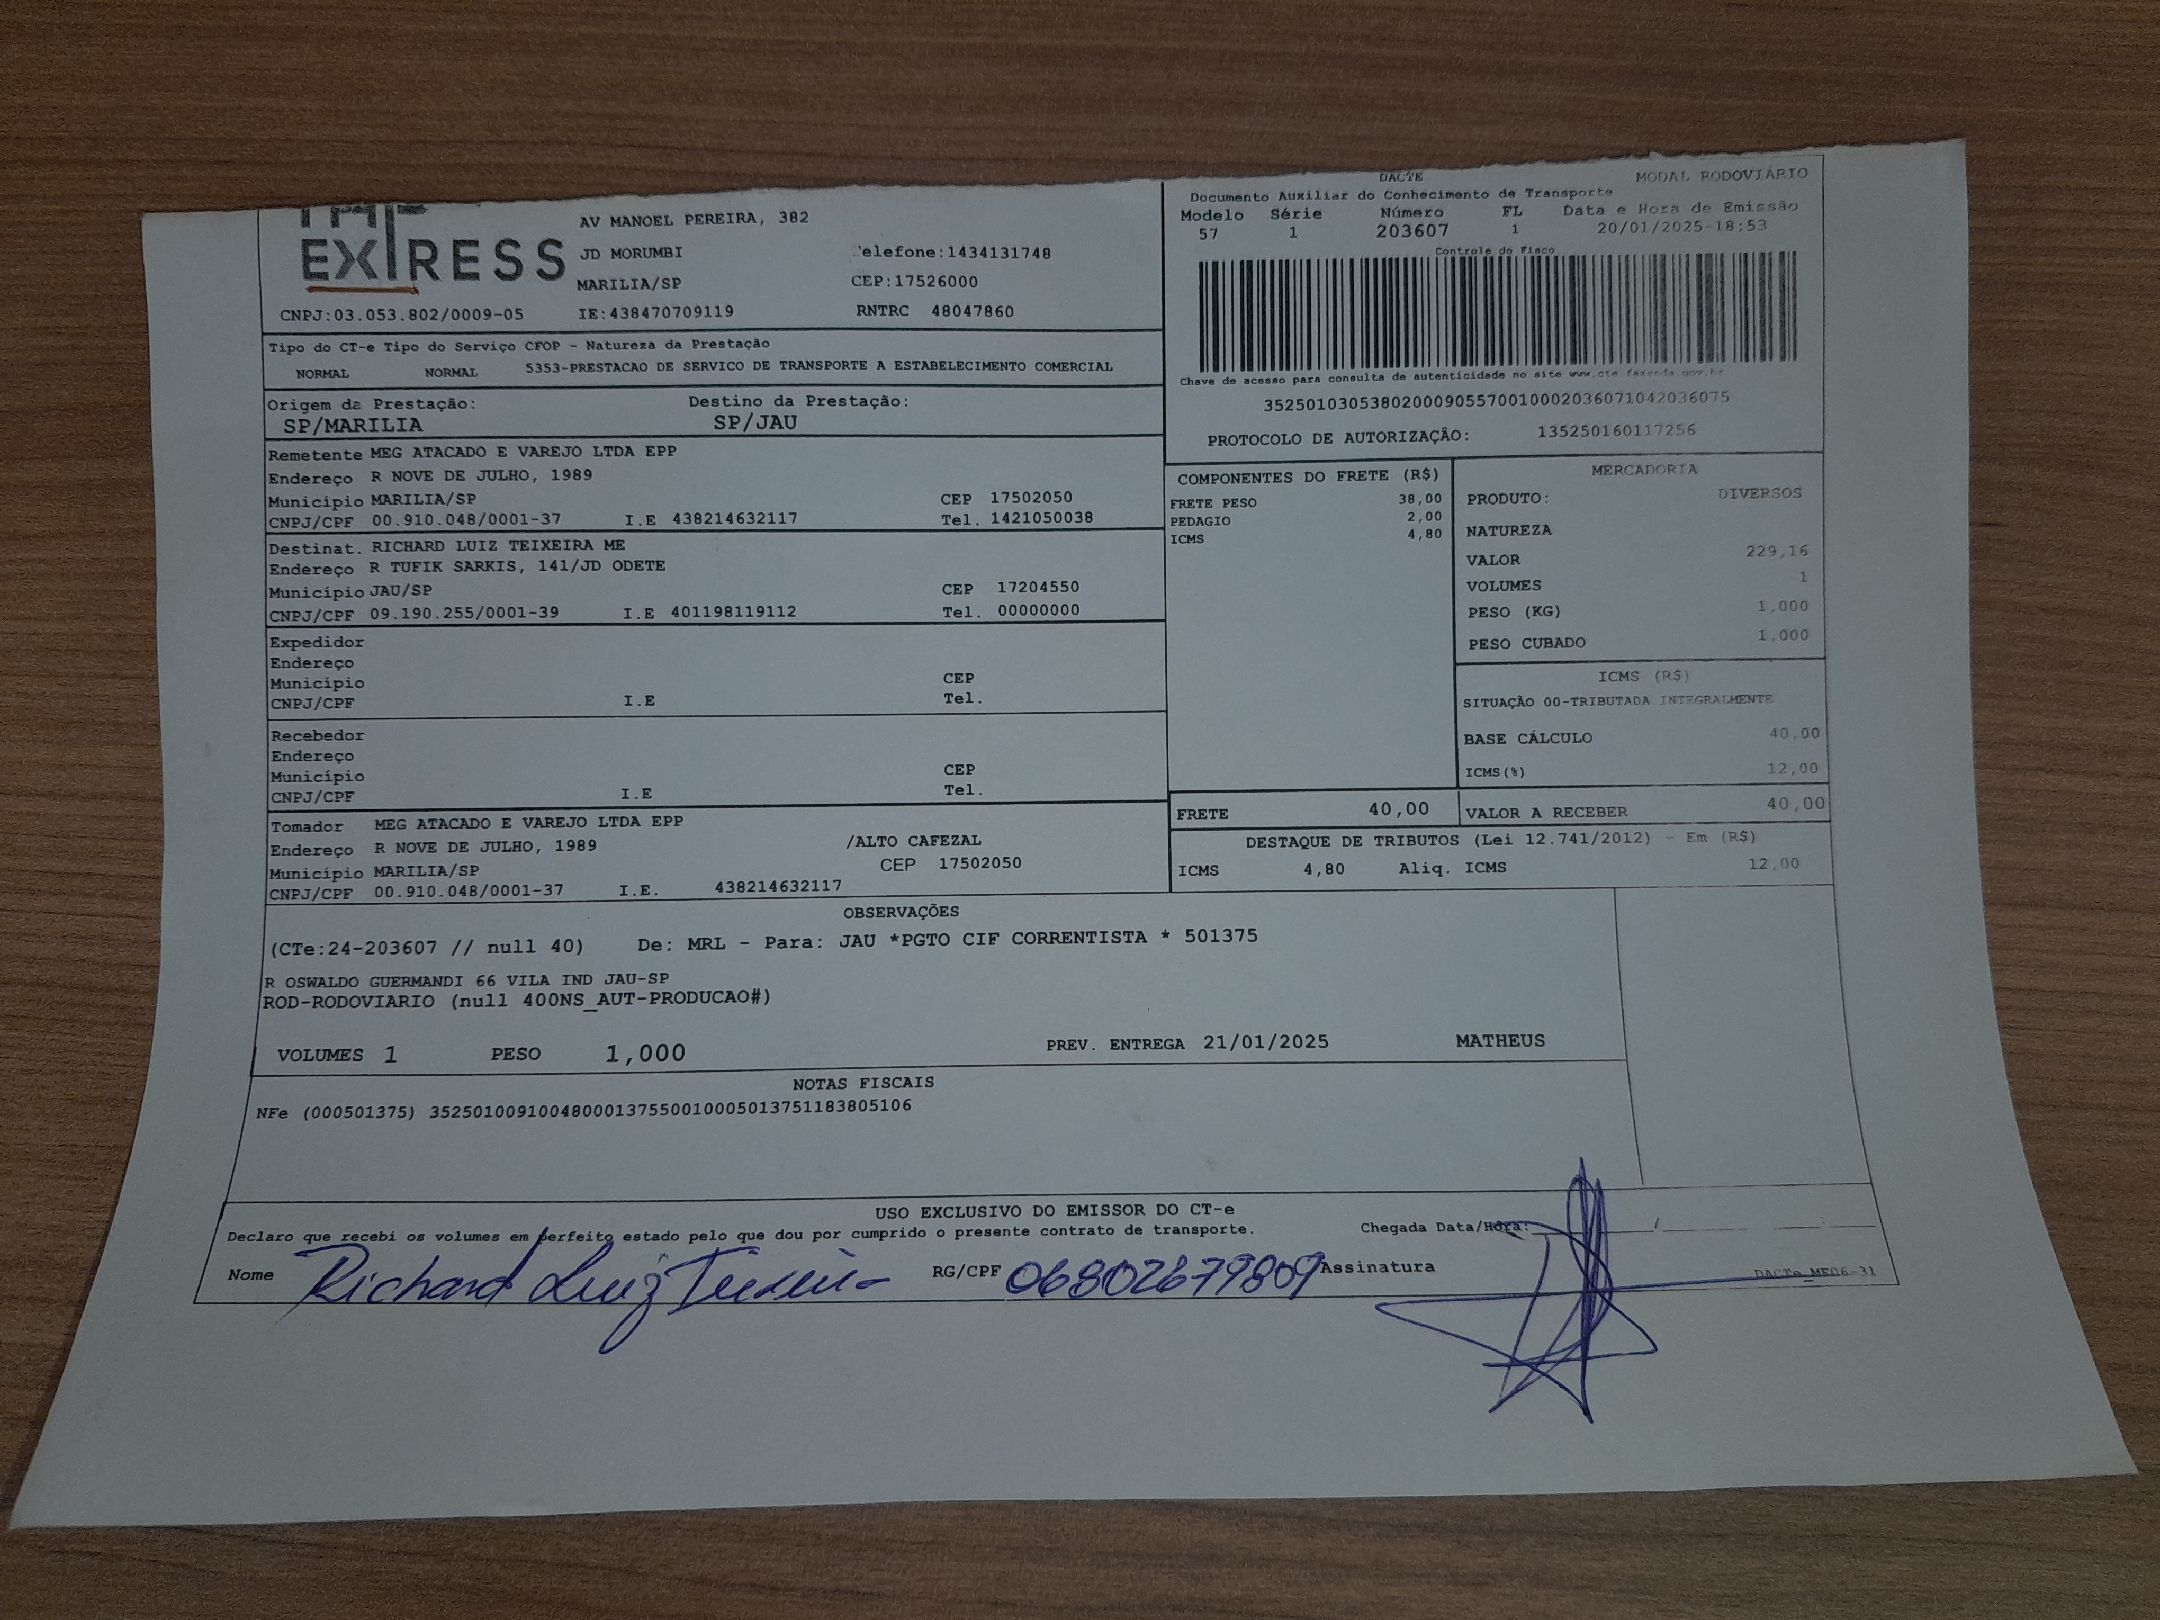 EXPRESS
AV MANOEL PEREIRA, 382
JD MORUMBI Telefone:1434131748
MARILIA/SP CEP:17526000
CNPJ:03.053.802/0009-05 IE:438470709119 RNTRC 48047860
DACTE MODAL RODOVIÁRIO
Documento Auxiliar do Conhecimento de Transporte
Modelo Série Número FL Data e Hora de Emissão
57 1 203607 1 20/01/2025-18:53
Controle do Fisco
Chave de acesso para consulta de autenticidade no site www.cte.fazenda.gov.br
35250103053802000905570010002036071042036075
PROTOCOLO DE AUTORIZAÇÃO: 135250160117256
Tipo do CT-e Tipo do Serviço CFOP - Natureza da Prestação
NORMAL NORMAL 5353-PRESTACAO DE SERVICO DE TRANSPORTE A ESTABELECIMENTO COMERCIAL
Origem da Prestação: Destino da Prestação:
SP/MARILIA SP/JAU
Remetente MEG ATACADO E VAREJO LTDA EPP
Endereço R NOVE DE JULHO, 1989
Município MARILIA/SP CEP 17502050
CNPJ/CPF 00.910.048/0001-37 I.E 438214632117 Tel. 1421050038
Destinat. RICHARD LUIZ TEIXEIRA ME
Endereço R TUFIK SARKIS, 141/JD ODETE
Município JAU/SP CEP 17204550
CNPJ/CPF 09.190.255/0001-39 I.E 401198119112 Tel. 00000000
Expedidor
Endereço
Município CEP
CNPJ/CPF I.E Tel.
Recebedor
Endereço
Município CEP
CNPJ/CPF I.E Tel.
Tomador MEG ATACADO E VAREJO LTDA EPP
Endereço R NOVE DE JULHO, 1989 /ALTO CAFEZAL
Município MARILIA/SP CEP 17502050
CNPJ/CPF 00.910.048/0001-37 I.E. 438214632117
COMPONENTES DO FRETE (R$)
FRETE PESO 38,00
PEDAGIO 2,00
ICMS 4,80
MERCADORIA
PRODUTO: DIVERSOS
NATUREZA
VALOR 229,16
VOLUMES 1
PESO (KG) 1,000
PESO CUBADO 1,000
ICMS (R$)
SITUAÇÃO 00-TRIBUTADA INTEGRALMENTE
BASE CÁLCULO 40,00
ICMS(%) 12,00
FRETE 40,00 VALOR A RECEBER 40,00
DESTAQUE DE TRIBUTOS (Lei 12.741/2012) - Em (R$)
ICMS 4,80 Aliq. ICMS 12,00
OBSERVAÇÕES
(CTe:24-203607 // null 40) De: MRL - Para: JAU *PGTO CIF CORRENTISTA * 501375
R OSWALDO GUERMANDI 66 VILA IND JAU-SP
ROD-RODOVIARIO (null 400NS_AUT-PRODUCAO#)
VOLUMES 1 PESO 1,000 PREV. ENTREGA 21/01/2025 MATHEUS
NOTAS FISCAIS
NFe (000501375) 35250100910048000137550010005013751183805106
USO EXCLUSIVO DO EMISSOR DO CT-e
Declaro que recebi os volumes em perfeito estado pelo que dou por cumprido o presente contrato de transporte. Chegada Data/Hora: / :
Nome Richard Luiz Teixeira RG/CPF 06802679809 Assinatura